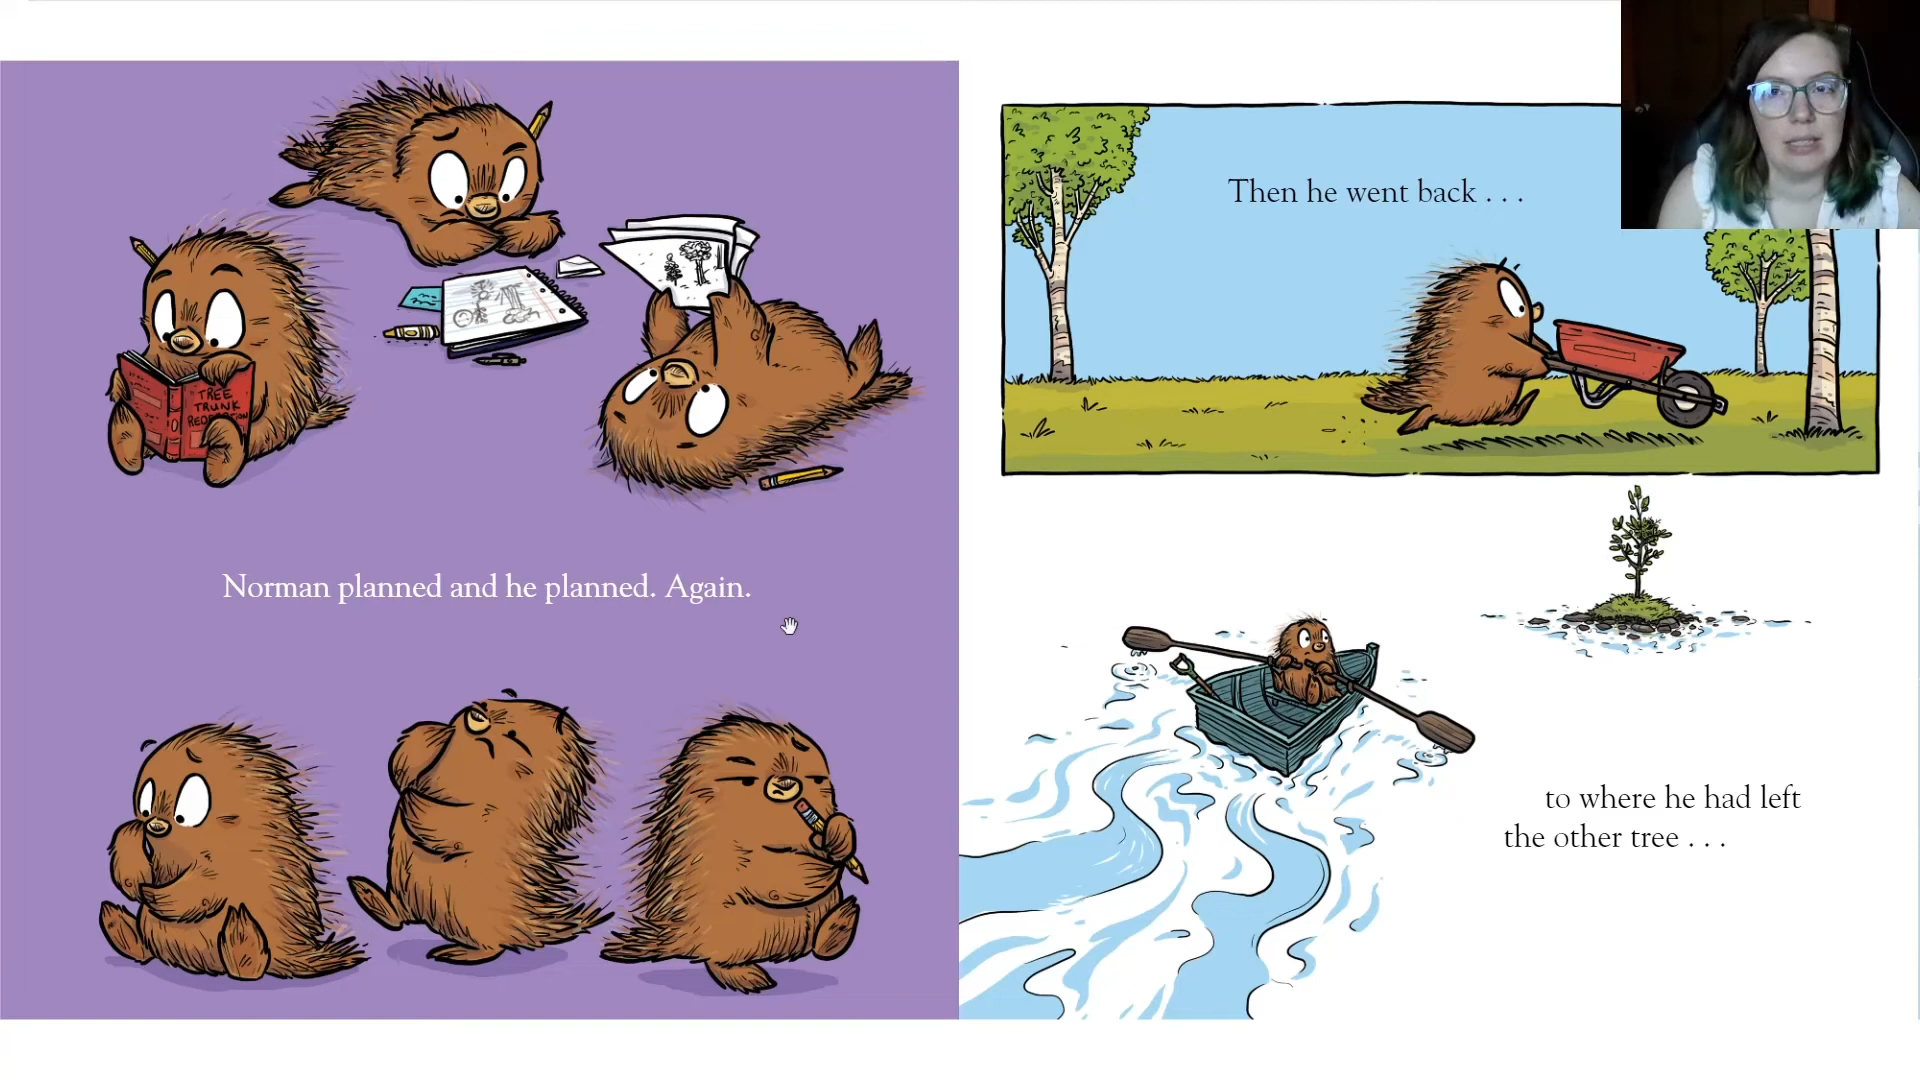 TREE
TRUNK
Norman planned and he planned. Again.
Then he went back . . .
to where he had left
the other tree . . .